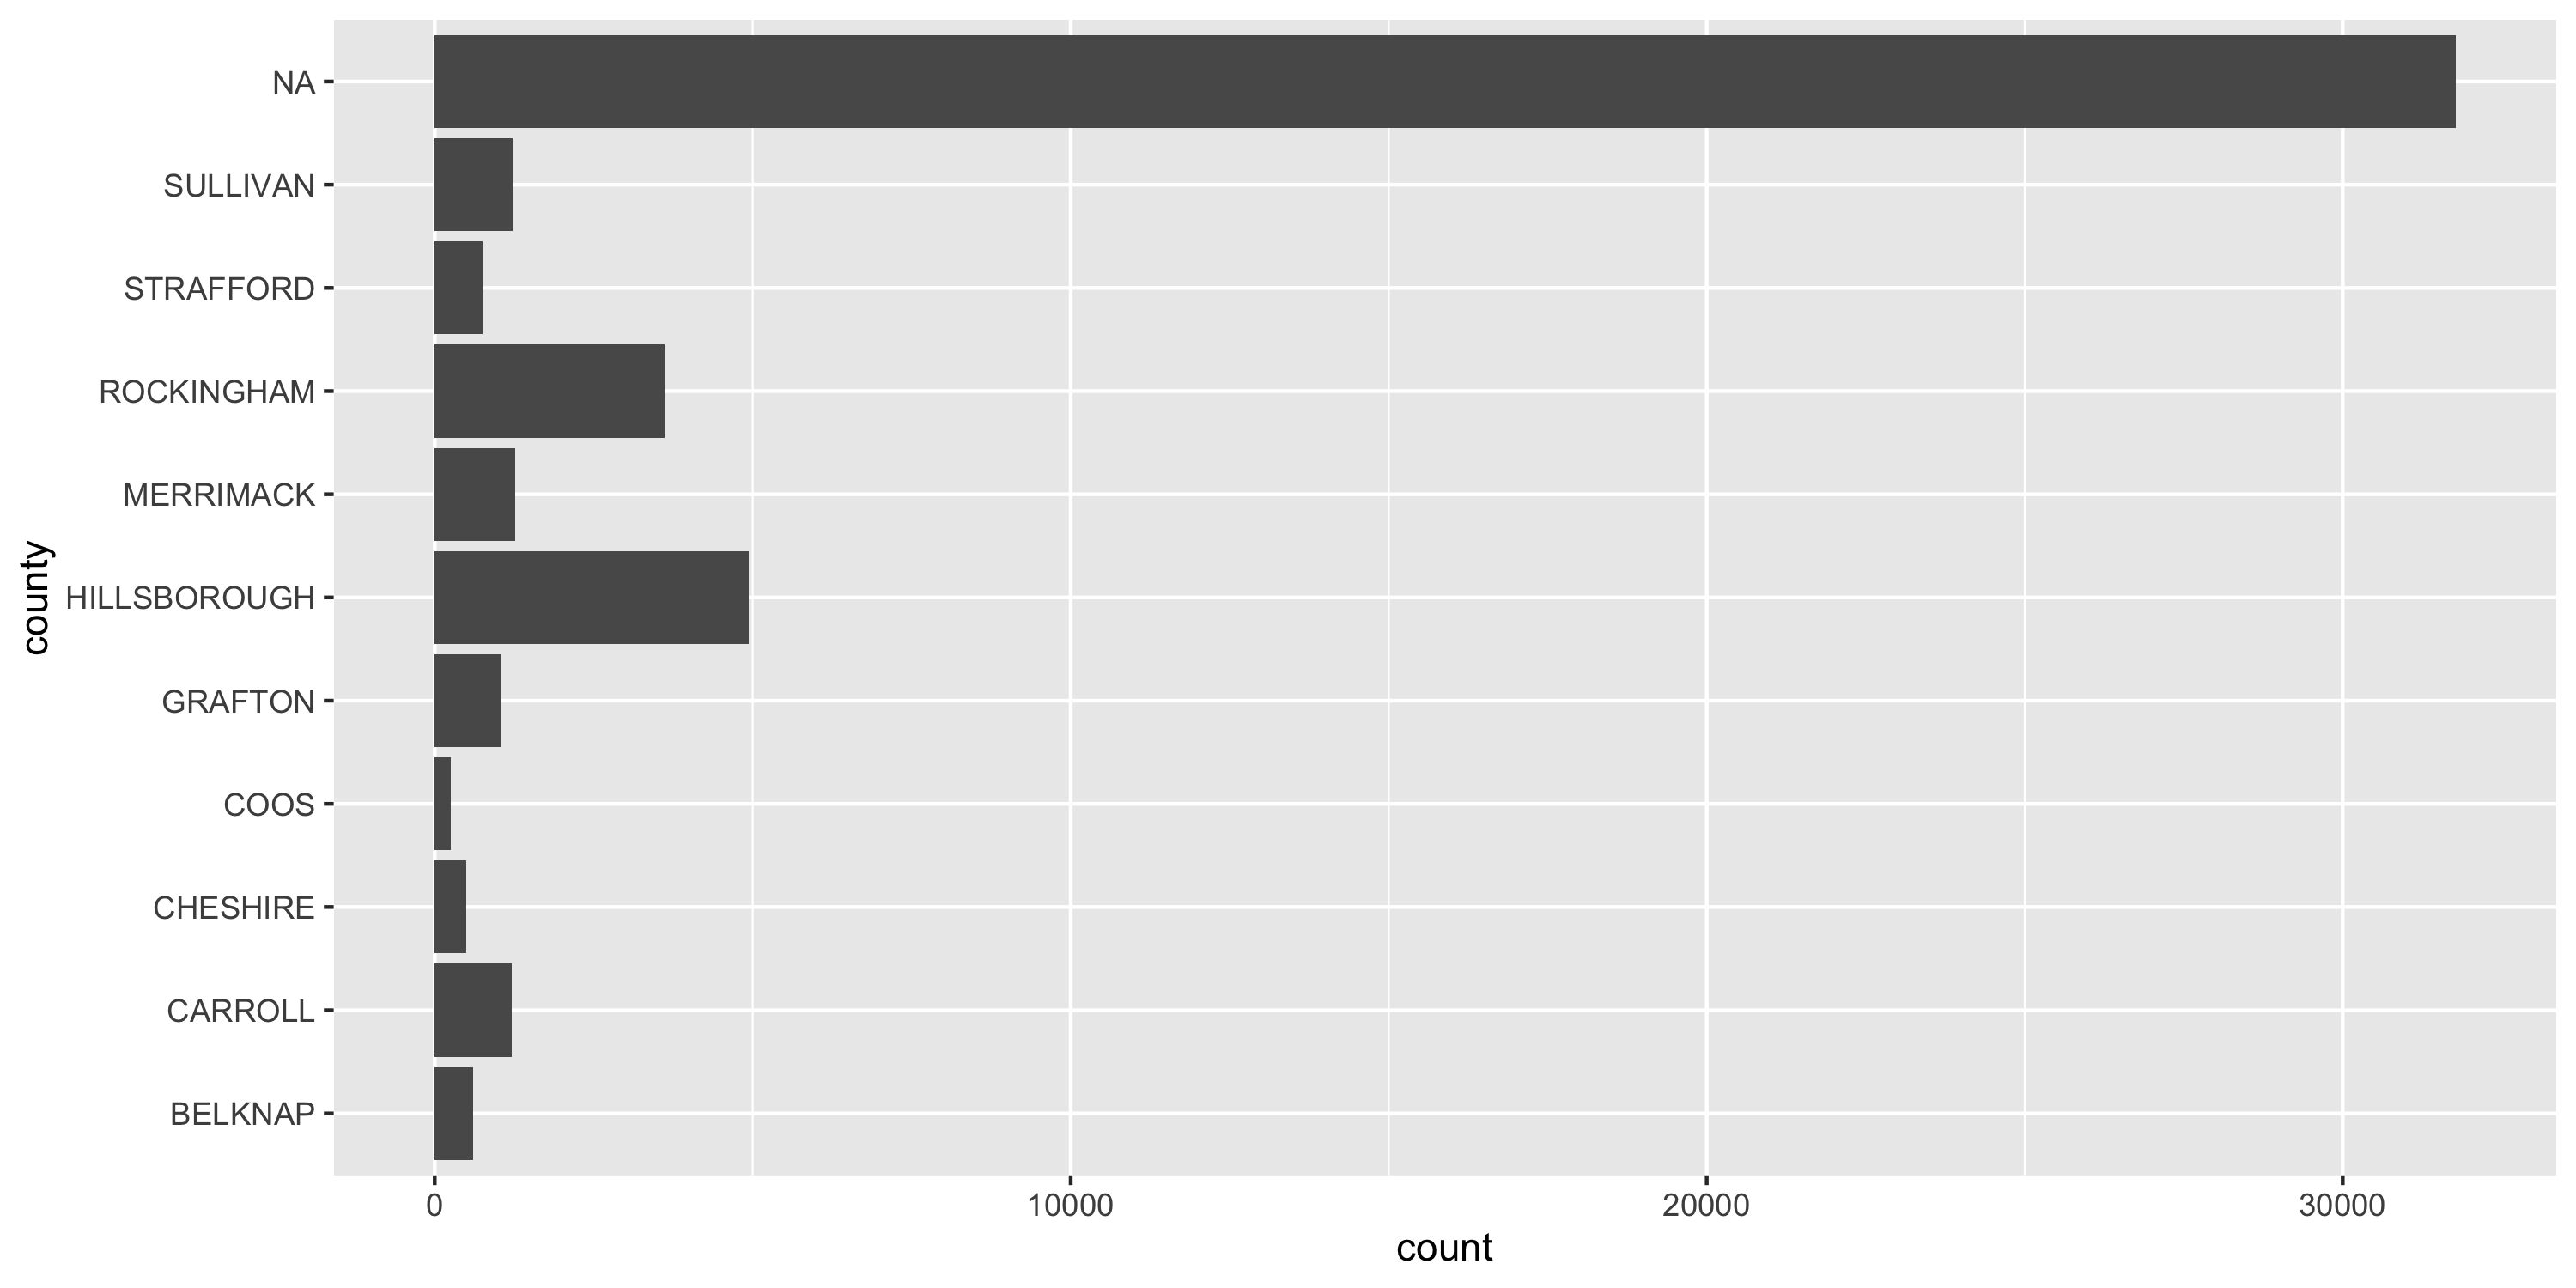 NA
SULLIVAN
STRAFFORD
ROCKINGHAM
MERRIMACK
HILLSBOROUGH
GRAFTON
COOS
CHESHIRE
CARROLL
BELKNAP
county
0 10000 20000 30000
count